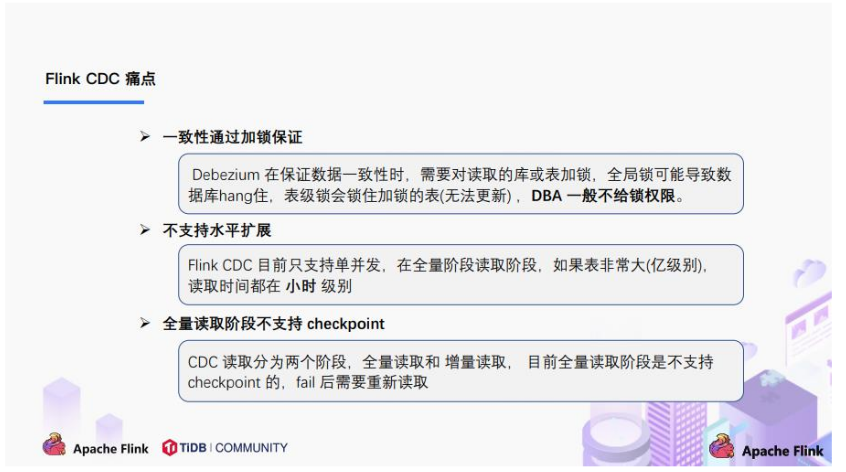 Flink CDC 痛点
➢ 一致性通过加锁保证
Debezium 在保证数据一致性时，需要对读取的库或表加锁，全局锁可能导致数
据库hang住，表级锁会锁住加锁的表(无法更新) ，DBA 一般不给锁权限。
➢ 不支持水平扩展
Flink CDC 目前只支持单并发，在全量阶段读取阶段，如果表非常大(亿级别)，
读取时间都在 小时 级别
➢ 全量读取阶段不支持 checkpoint
CDC 读取分为两个阶段，全量读取和 增量读取， 目前全量读取阶段是不支持
checkpoint 的，fail 后需要重新读取
Apache Flink TiDB | COMMUNITY
Apache Flink